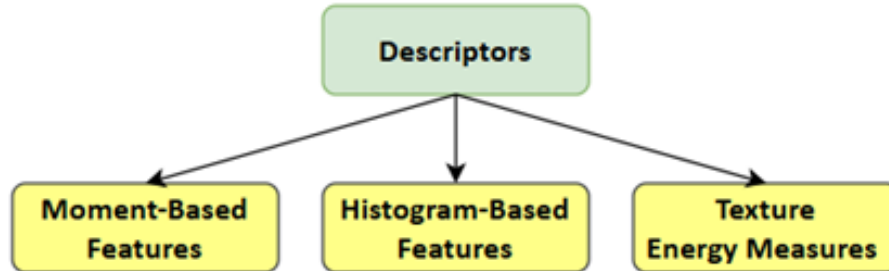 Descriptors
Moment-Based
Features
Histogram-Based
Features
Texture
Energy Measures